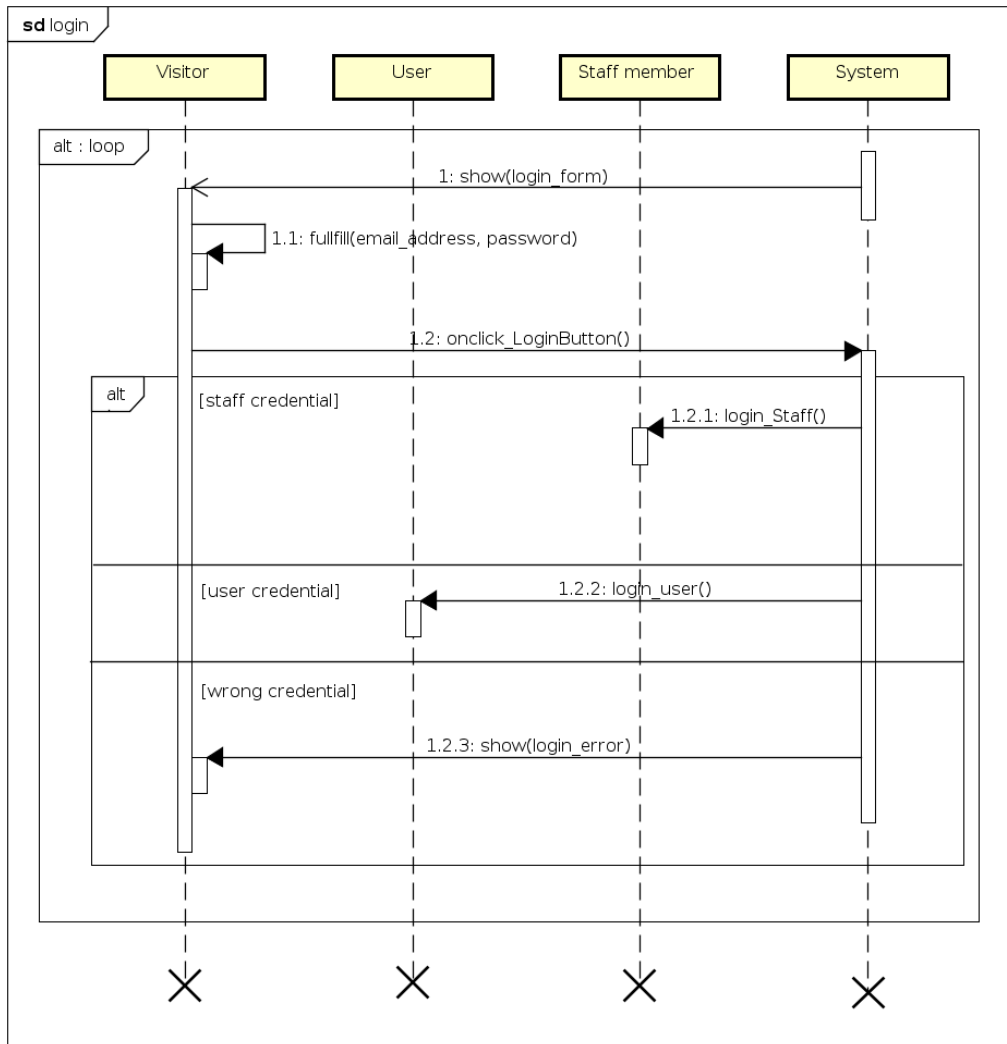 sd login
Visitor
User
Staff member
System
alt : loop
1: show(login_form)
1.1: fullfill(email_address, password)
1.2: onclick_LoginButton()
alt
[staff credential]
1.2.1: login_Staff()
[user credential]
1.2.2: login_user()
[wrong credential]
1.2.3: show(login_error)